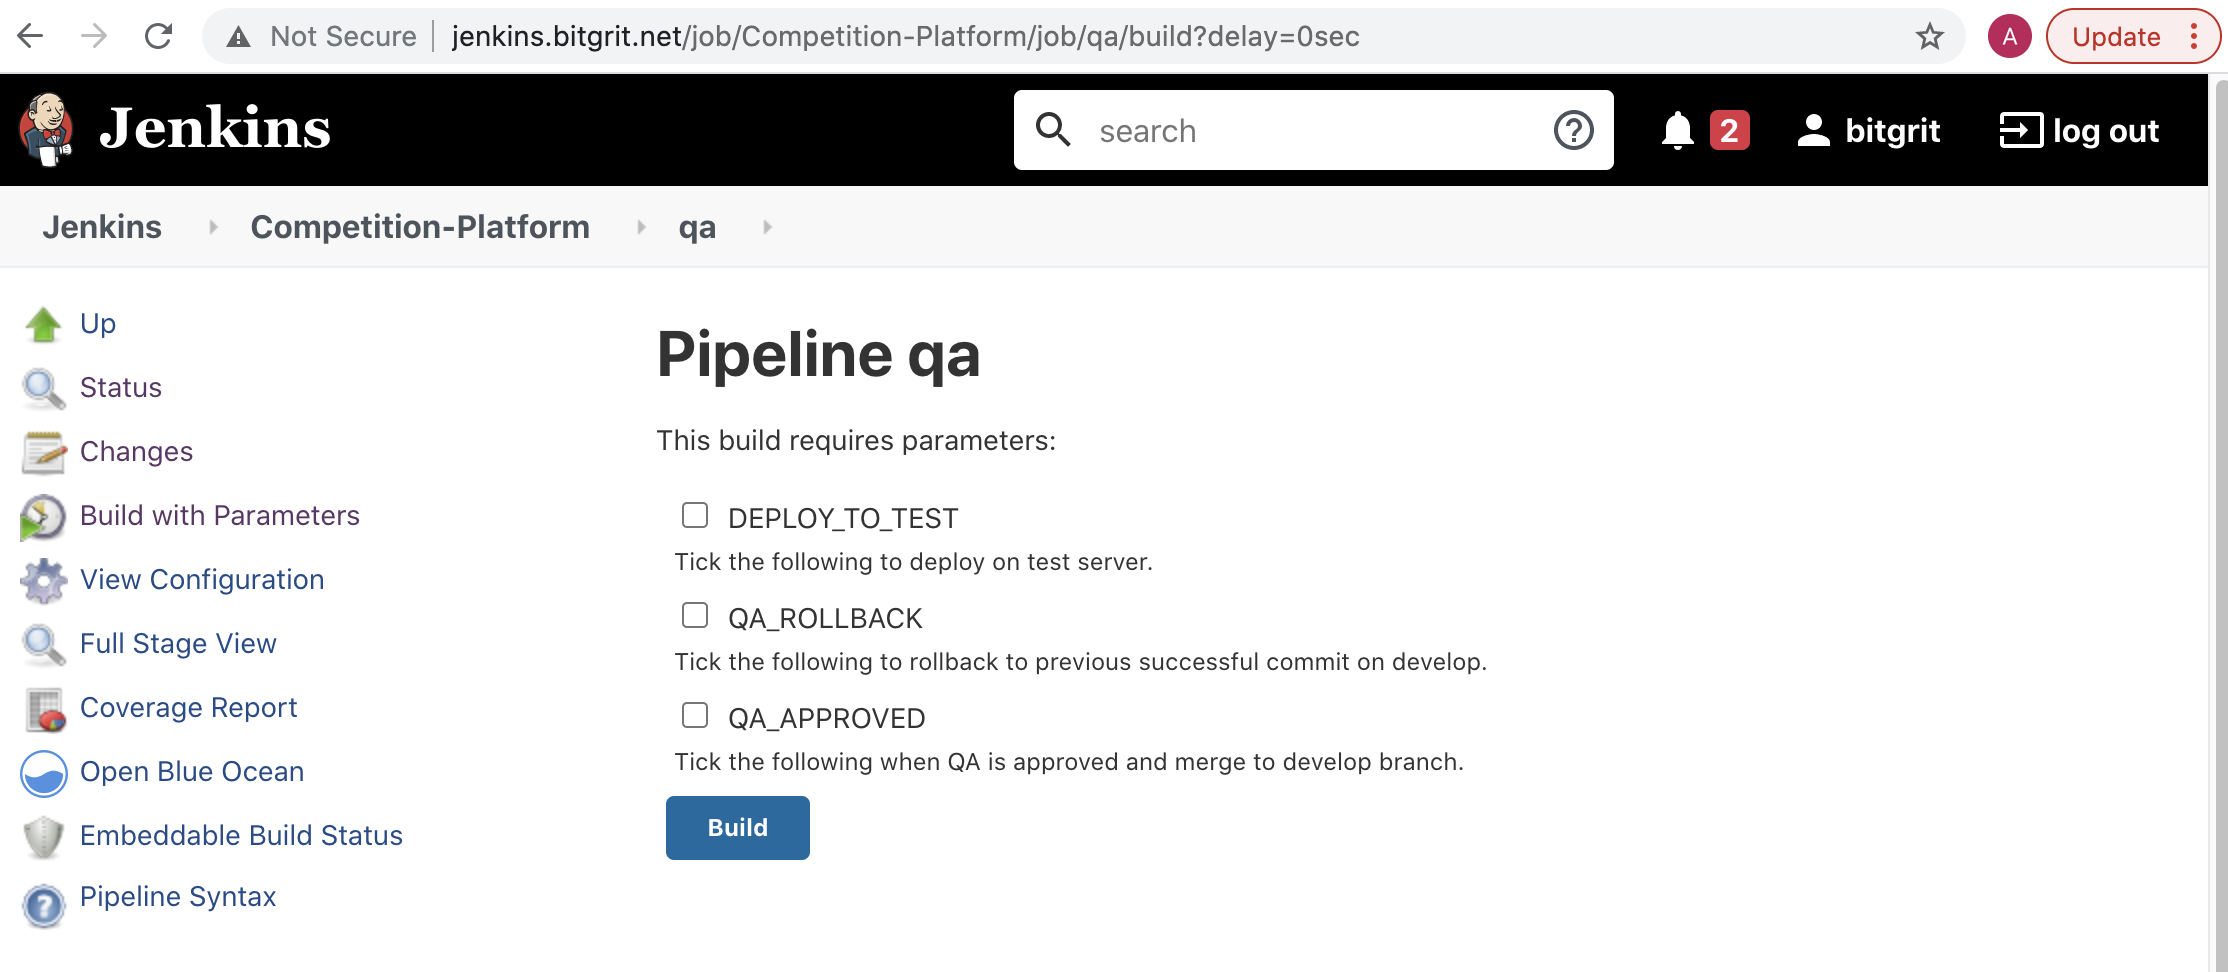 Not Secure jenkins.bitgrit.net/job/Competition-Platform/job/qa/build?delay=0sec A Update
Jenkins search 2 bitgrit log out
Jenkins Competition-Platform qa
Up
Status
Changes
Build with Parameters
View Configuration
Full Stage View
Coverage Report
Open Blue Ocean
Embeddable Build Status
Pipeline Syntax
Pipeline qa
This build requires parameters:
DEPLOY_TO_TEST
Tick the following to deploy on test server.
QA_ROLLBACK
Tick the following to rollback to previous successful commit on develop.
QA_APPROVED
Tick the following when QA is approved and merge to develop branch.
Build